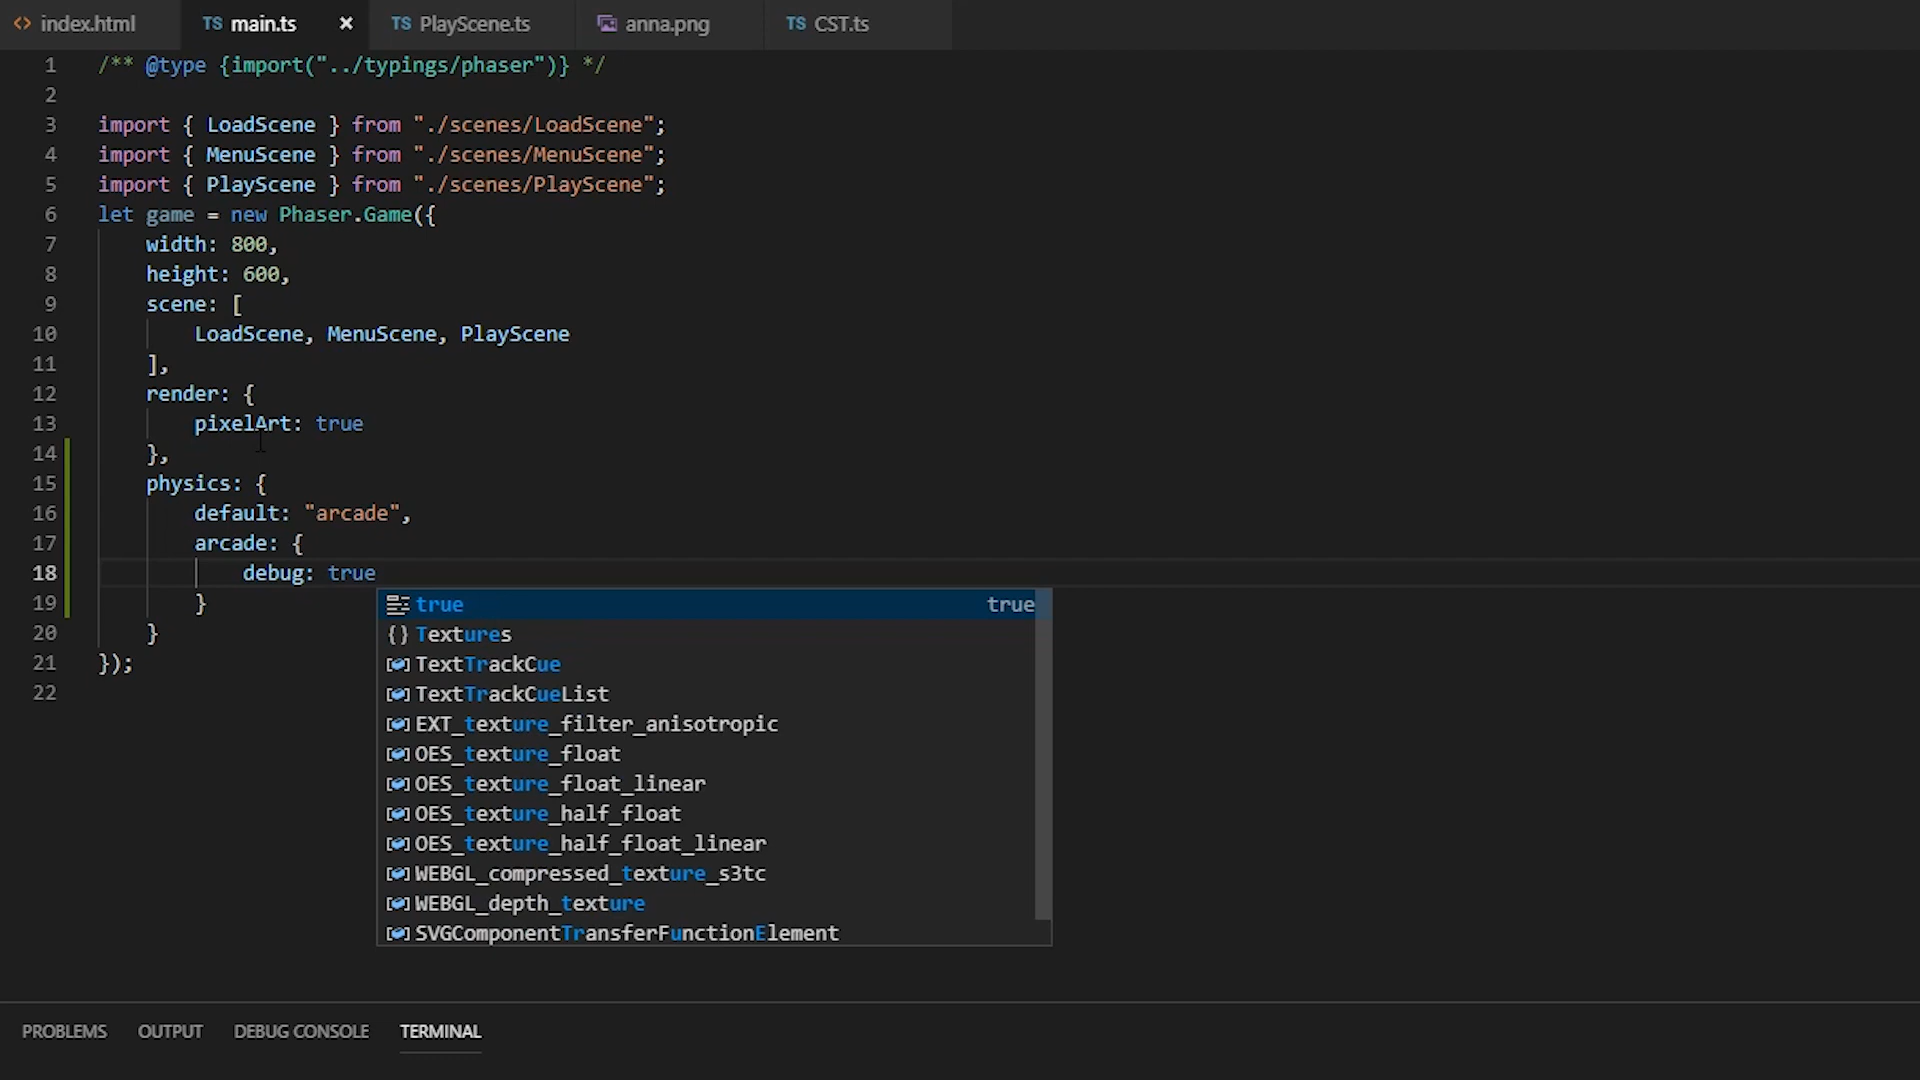 index.html
TS main.ts ×
TS PlayScene.ts
anna.png
TS CST.ts
1 /** @type {import("../typings/phaser")} */
2
3 import { LoadScene } from "./scenes/LoadScene";
4 import { MenuScene } from "./scenes/MenuScene";
5 import { PlayScene } from "./scenes/PlayScene";
6 let game = new Phaser.Game({
7 width: 800,
8 height: 600,
9 scene: [
10 LoadScene, MenuScene, PlayScene
11 ],
12 render: {
13 pixelArt: true
14 },
15 physics: {
16 default: "arcade",
17 arcade: {
18 debug: true
19 }
20 }
21 });
22
true true
Textures
TextTrackCue
TextTrackCueList
EXT_texture_filter_anisotropic
OES_texture_float
OES_texture_float_linear
OES_texture_half_float
OES_texture_half_float_linear
WEBGL_compressed_texture_s3tc
WEBGL_depth_texture
SVGComponentTransferFunctionElement
PROBLEMS OUTPUT DEBUG CONSOLE TERMINAL